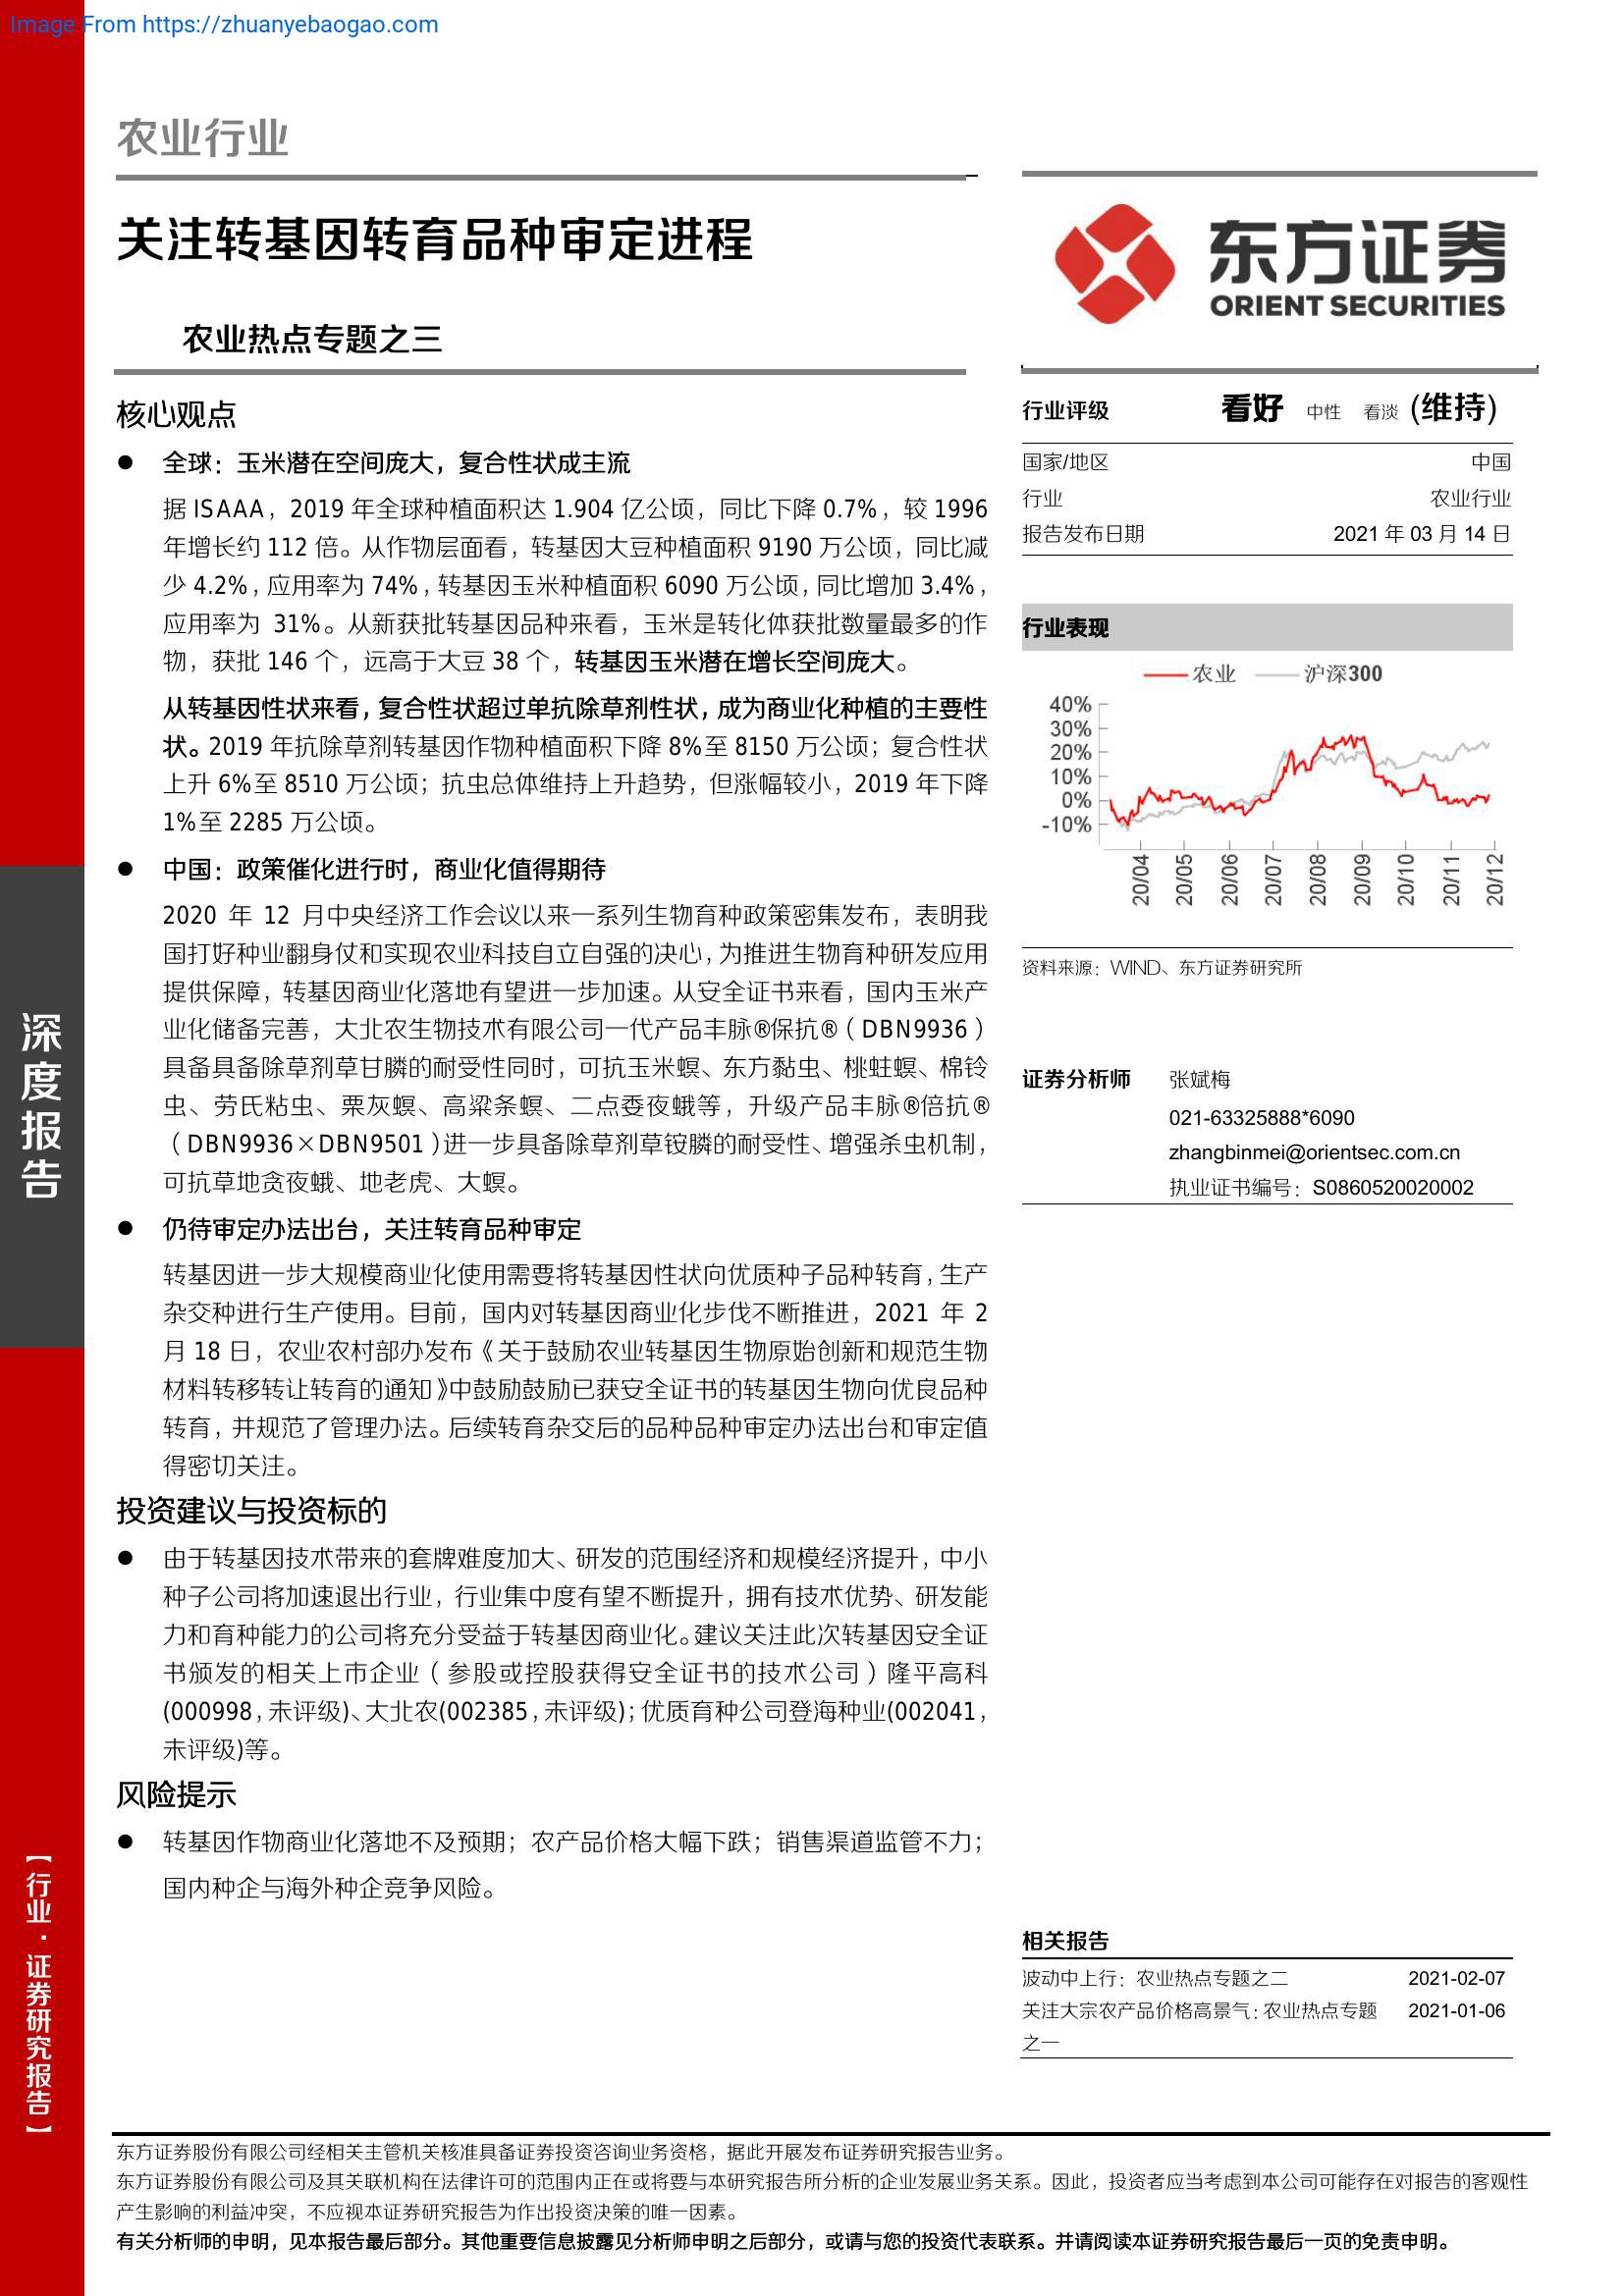 Image From https://zhuanyebaogao.com
农业行业
关注转基因转育品种审定进程
农业热点专题之三
核心观点
● 全球：玉米潜在空间庞大，复合性状成主流
据 ISAAA，2019 年全球种植面积达 1.904 亿公顷，同比下降 0.7%，较 1996
年增长约 112 倍。从作物层面看，转基因大豆种植面积 9190 万公顷，同比减
少 4.2%，应用率为 74%，转基因玉米种植面积 6090 万公顷，同比增加 3.4%，
应用率为 31%。从新获批转基因品种来看，玉米是转化体获批数量最多的作
物，获批 146 个，远高于大豆 38 个，转基因玉米潜在增长空间庞大。
从转基因性状来看，复合性状超过单抗除草剂性状，成为商业化种植的主要性
状。2019 年抗除草剂转基因作物种植面积下降 8%至 8150 万公顷；复合性状
上升 6%至 8510 万公顷；抗虫总体维持上升趋势，但涨幅较小，2019 年下降
1%至 2285 万公顷。
● 中国：政策催化进行时，商业化值得期待
2020 年 12 月中央经济工作会议以来一系列生物育种政策密集发布，表明我
国打好种业翻身仗和实现农业科技自立自强的决心，为推进生物育种研发应用
提供保障，转基因商业化落地有望进一步加速。从安全证书来看，国内玉米产
业化储备完善，大北农生物技术有限公司一代产品丰脉®保抗®（DBN9936）
具备具备除草剂草甘膦的耐受性同时，可抗玉米螟、东方黏虫、桃蛀螟、棉铃
虫、劳氏粘虫、栗灰螟、高粱条螟、二点委夜蛾等，升级产品丰脉®倍抗®
（DBN9936×DBN9501）进一步具备除草剂草铵膦的耐受性、增强杀虫机制，
可抗草地贪夜蛾、地老虎、大螟。
● 仍待审定办法出台，关注转育品种审定
转基因进一步大规模商业化使用需要将转基因性状向优质种子品种转育，生产
杂交种进行生产使用。目前，国内对转基因商业化步伐不断推进，2021 年 2
月 18 日，农业农村部办发布《关于鼓励农业转基因生物原始创新和规范生物
材料转移转让转育的通知》中鼓励鼓励已获安全证书的转基因生物向优良品种
转育，并规范了管理办法。后续转育杂交后的品种品种审定办法出台和审定值
得密切关注。
投资建议与投资标的
● 由于转基因技术带来的套牌难度加大、研发的范围经济和规模经济提升，中小
种子公司将加速退出行业，行业集中度有望不断提升，拥有技术优势、研发能
力和育种能力的公司将充分受益于转基因商业化。建议关注此次转基因安全证
书颁发的相关上市企业（参股或控股获得安全证书的技术公司）隆平高科
(000998，未评级)、大北农(002385，未评级)；优质育种公司登海种业(002041，
未评级)等。
风险提示
● 转基因作物商业化落地不及预期；农产品价格大幅下跌；销售渠道监管不力；
国内种企与海外种企竞争风险。
东方证券
ORIENT SECURITIES
行业评级 看好 中性 看淡 (维持)
国家/地区 中国
行业 农业行业
报告发布日期 2021 年 03 月 14 日
行业表现
农业 沪深300
40%
30%
20%
10%
0%
-10%
20/04 20/05 20/06 20/07 20/08 20/09 20/10 20/11 20/12
资料来源：WIND、东方证券研究所
证券分析师 张斌梅
021-63325888*6090
zhangbinmei@orientsec.com.cn
执业证书编号：S0860520020002
相关报告
波动中上行：农业热点专题之二 2021-02-07
关注大宗农产品价格高景气：农业热点专题 2021-01-06
之一
深度报告
【行业·证券研究报告】
东方证券股份有限公司经相关主管机关核准具备证券投资咨询业务资格，据此开展发布证券研究报告业务。
东方证券股份有限公司及其关联机构在法律许可的范围内正在或将要与本研究报告所分析的企业发展业务关系。因此，投资者应当考虑到本公司可能存在对报告的客观性
产生影响的利益冲突，不应视本证券研究报告为作出投资决策的唯一因素。
有关分析师的申明，见本报告最后部分。其他重要信息披露见分析师申明之后部分，或请与您的投资代表联系。并请阅读本证券研究报告最后一页的免责申明。